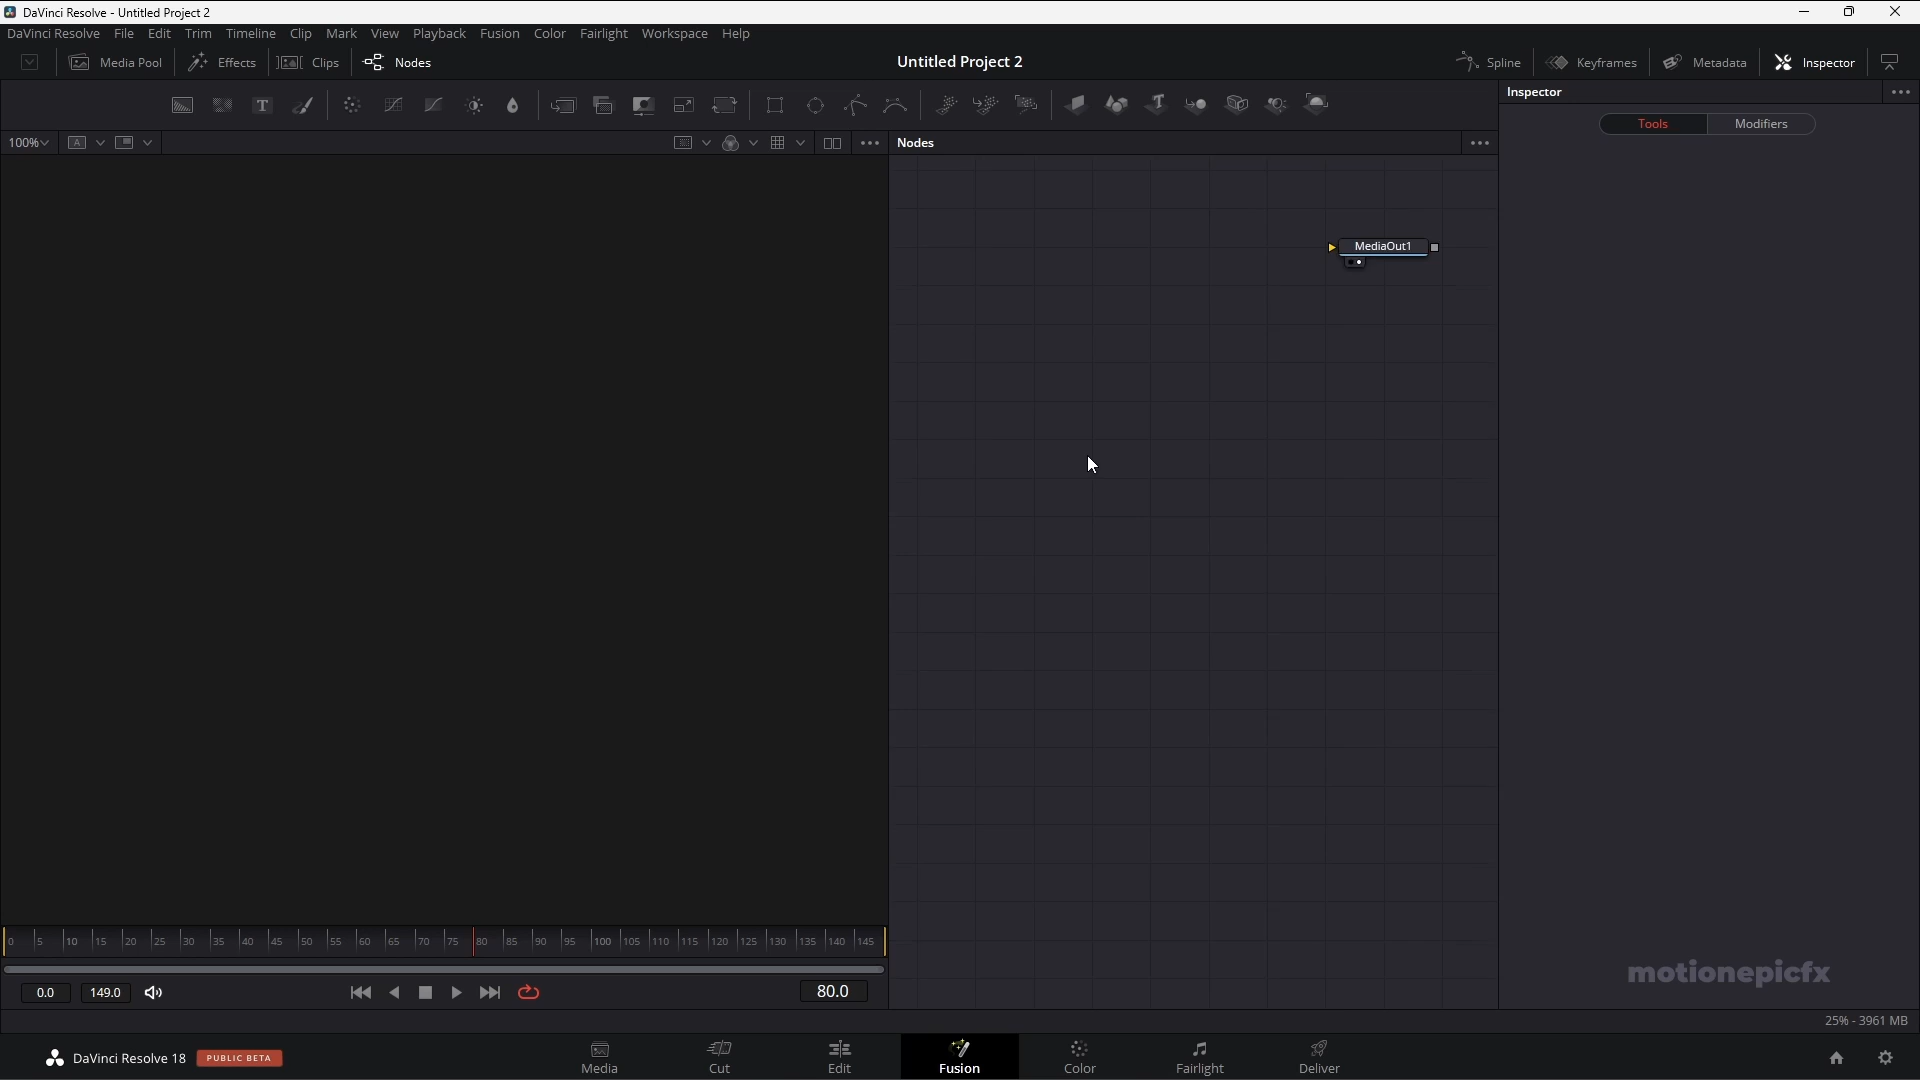 DaVinci Resolve - Untitled Project 2
DaVinci Resolve File Edit Trim Timeline Clip Mark View Playback Fusion Color Fairlight Workspace Help
Media Pool Effects Clips Nodes Untitled Project 2 Spline Keyframes Metadata Inspector
T T Inspector
Tools Modifiers
100% A Nodes
MediaOut1
0 5 10 15 20 25 30 35 40 45 50 55 60 65 70 75 80 85 90 95 100 105 110 115 120 125 130 135 140 145
motionepicfx
0.0 149.0 80.0
25% - 3961 MB
DaVinci Resolve 18 PUBLIC BETA
Media Cut Edit Fusion Color Fairlight Deliver